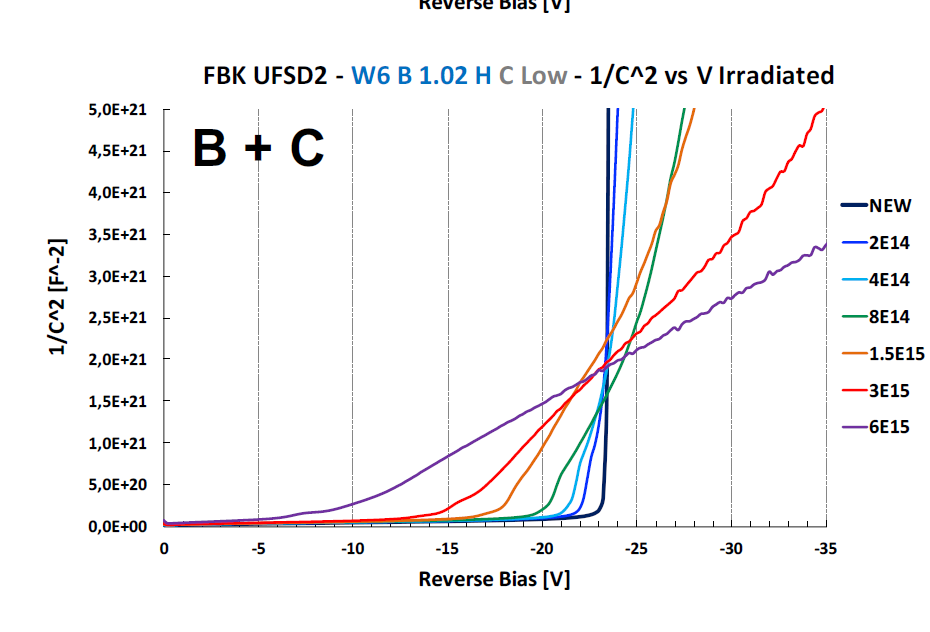 Reverse Bias [V]
FBK UFSD2 - W6 B 1.02 H C Low - 1/C^2 vs V Irradiated
B + C
1/C^2 [F^-2]
5,0E+21
4,5E+21
4,0E+21
3,5E+21
3,0E+21
2,5E+21
2,0E+21
1,5E+21
1,0E+21
5,0E+20
0,0E+00
0 -5 -10 -15 -20 -25 -30 -35
Reverse Bias [V]
NEW
2E14
4E14
8E14
1.5E15
3E15
6E15